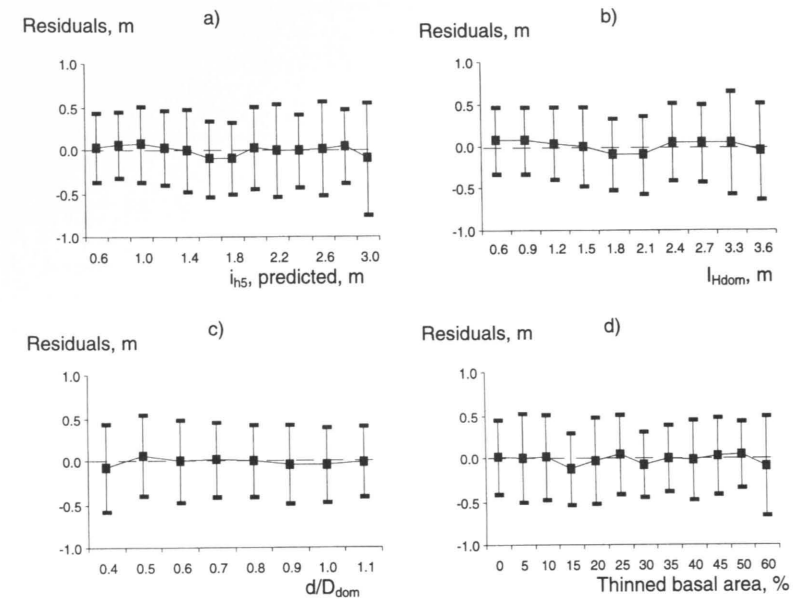 a)
Residuals, m
1.0
0.5
0.0
-0.5
-1.0
0.6 1.0 1.4 1.8 2.2 2.6 3.0
ih5, predicted, m
b)
Residuals, m
1.0
0.5
0.0
-0.5
-1.0
0.6 0.9 1.2 1.5 1.8 2.1 2.4 2.7 3.3 3.6
IHdom, m
c)
Residuals, m
1.0
0.5
0.0
-0.5
-1.0
0.4 0.5 0.6 0.7 0.8 0.9 1.0 1.1
d/Ddom
d)
Residuals, m
1.0
0.5
0.0
-0.5
-1.0
0 5 10 15 20 25 30 35 40 45 50 60
Thinned basal area, %